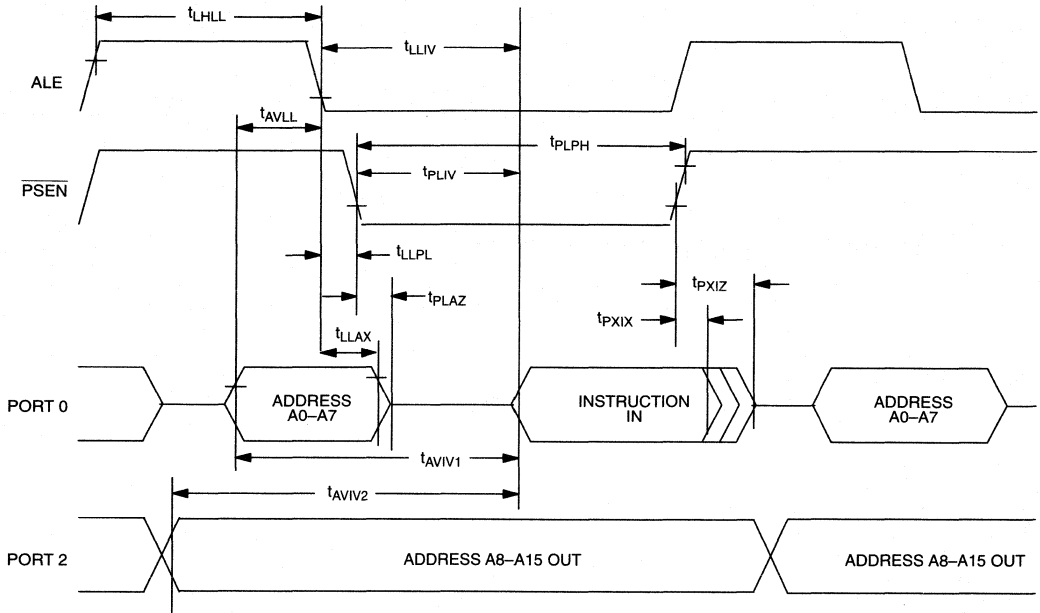 tLHLL
tLLIV
ALE
tAVLL
tPLPH
PSEN
tPLIV
tLLPL
tPXIZ
tPLAZ
tPXIX
tLLAX
PORT 0
ADDRESS
A0–A7
INSTRUCTION
IN
ADDRESS
A0–A7
tAVIV1
tAVIV2
PORT 2
ADDRESS A8–A15 OUT
ADDRESS A8–A15 OUT